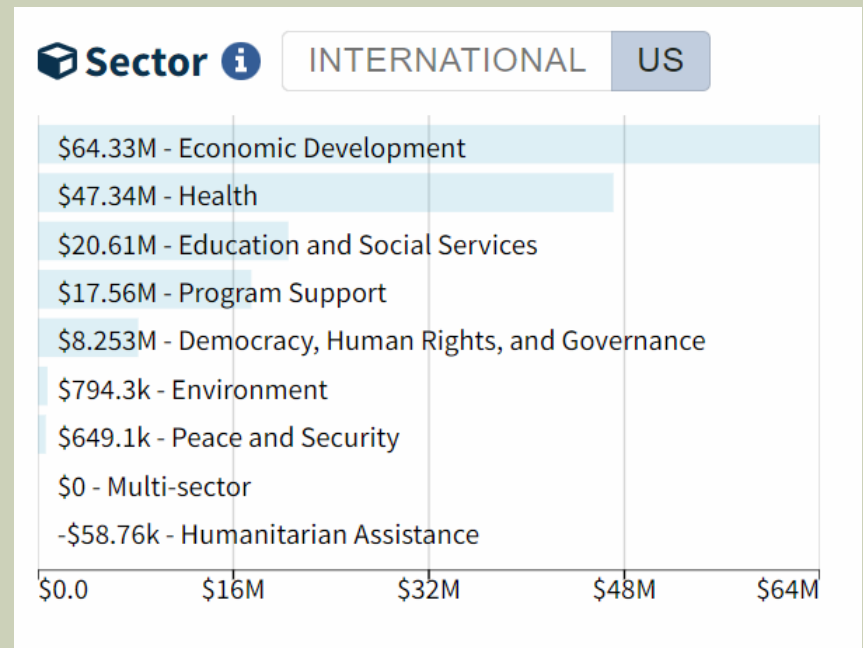 Sector i INTERNATIONAL US
$64.33M - Economic Development
$47.34M - Health
$20.61M - Education and Social Services
$17.56M - Program Support
$8.253M - Democracy, Human Rights, and Governance
$794.3k - Environment
$649.1k - Peace and Security
$0 - Multi-sector
-$58.76k - Humanitarian Assistance
$0.0 $16M $32M $48M $64M